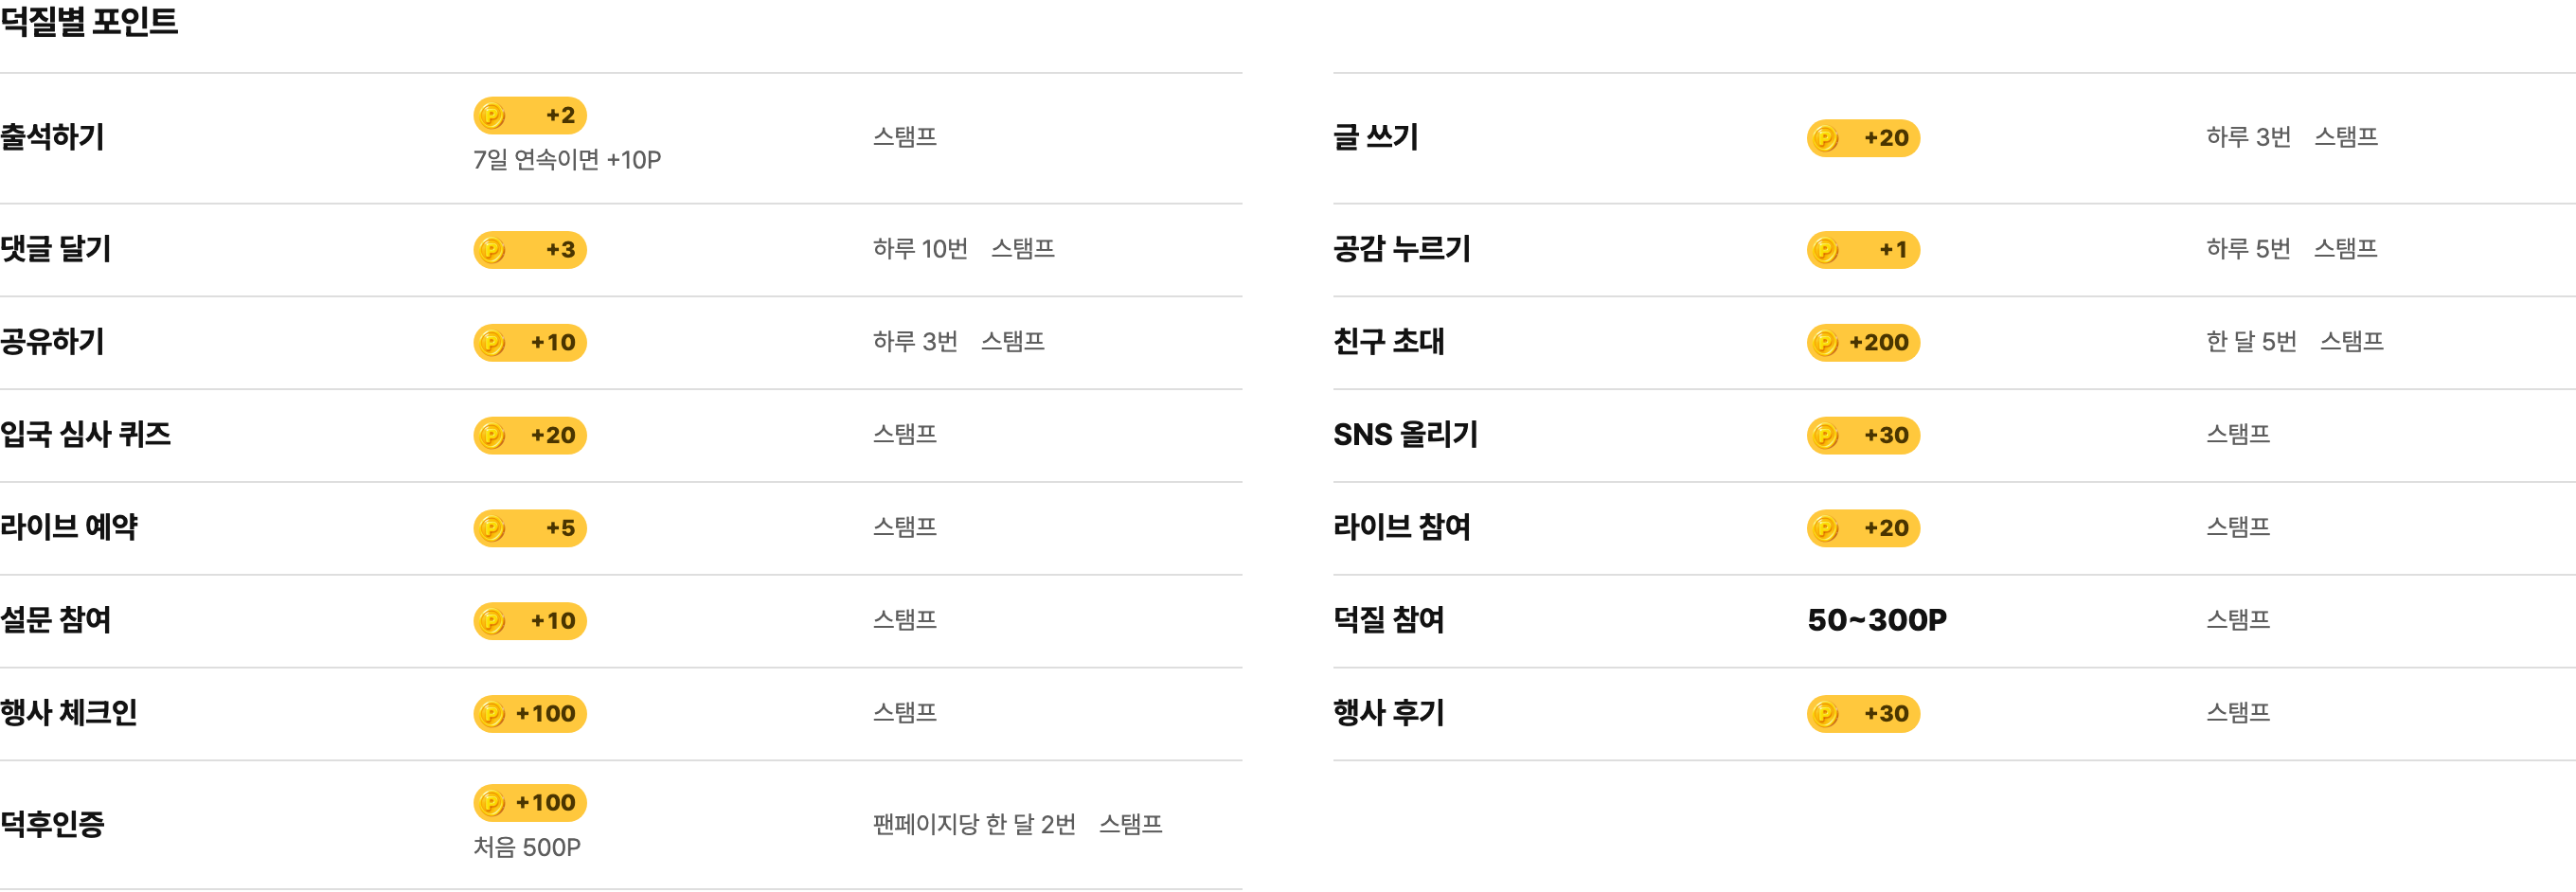 덕질별 포인트
출석하기 +2 스탬프
7일 연속이면 +10P
글 쓰기 +20 하루 3번 스탬프
댓글 달기 +3 하루 10번 스탬프
공감 누르기 +1 하루 5번 스탬프
공유하기 +10 하루 3번 스탬프
친구 초대 +200 한 달 5번 스탬프
입국 심사 퀴즈 +20 스탬프
SNS 올리기 +30 스탬프
라이브 예약 +5 스탬프
라이브 참여 +20 스탬프
설문 참여 +10 스탬프
덕질 참여 50~300P 스탬프
행사 체크인 +100 스탬프
행사 후기 +30 스탬프
덕후인증 +100 팬페이지당 한 달 2번 스탬프
처음 500P